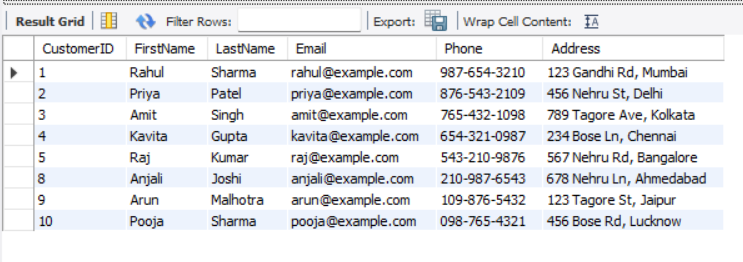 Result Grid Filter Rows: Export: Wrap Cell Content:
CustomerID FirstName LastName Email Phone Address
1 Rahul Sharma rahul@example.com 987-654-3210 123 Gandhi Rd, Mumbai
2 Priya Patel priya@example.com 876-543-2109 456 Nehru St, Delhi
3 Amit Singh amit@example.com 765-432-1098 789 Tagore Ave, Kolkata
4 Kavita Gupta kavita@example.com 654-321-0987 234 Bose Ln, Chennai
5 Raj Kumar raj@example.com 543-210-9876 567 Nehru Rd, Bangalore
8 Anjali Joshi anjali@example.com 210-987-6543 678 Nehru Ln, Ahmedabad
9 Arun Malhotra arun@example.com 109-876-5432 123 Tagore St, Jaipur
10 Pooja Sharma pooja@example.com 098-765-4321 456 Bose Rd, Lucknow